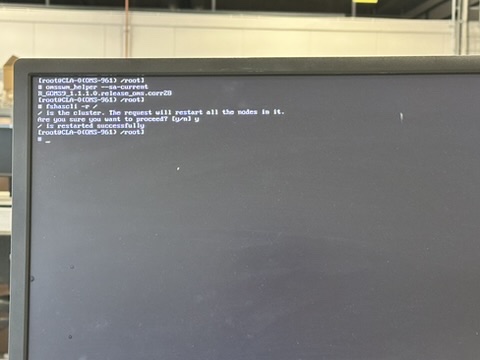 [root@CLA-0(OMS-961) /root]
# omsswm_helper --sa-current
R_GOMS9_1.1.1.0.release_oms.corr28
[root@CLA-0(OMS-961) /root]
# fshascli -r /
/ is the cluster. The request will restart all the nodes in it.
Are you sure you want to proceed? [y/n] y
/ is restarted successfully
[root@CLA-0(OMS-961) /root]
# _